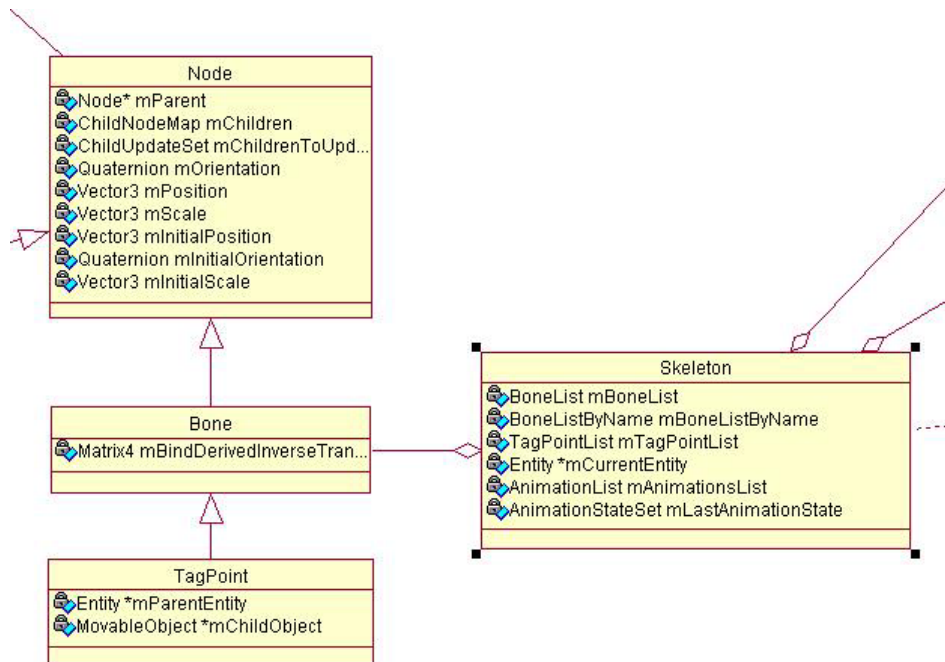 Node
Node* mParent
ChildNodeMap mChildren
ChildUpdateSet mChildrenToUpd...
Quaternion mOrientation
Vector3 mPosition
Vector3 mScale
Vector3 mInitialPosition
Quaternion mInitialOrientation
Vector3 mInitialScale
Skeleton
BoneList mBoneList
BoneListByName mBoneListByName
TagPointList mTagPointList
Entity *mCurrentEntity
AnimationList mAnimationsList
AnimationStateSet mLastAnimationState
Bone
Matrix4 mBindDerivedInverseTran...
TagPoint
Entity *mParentEntity
MovableObject *mChildObject